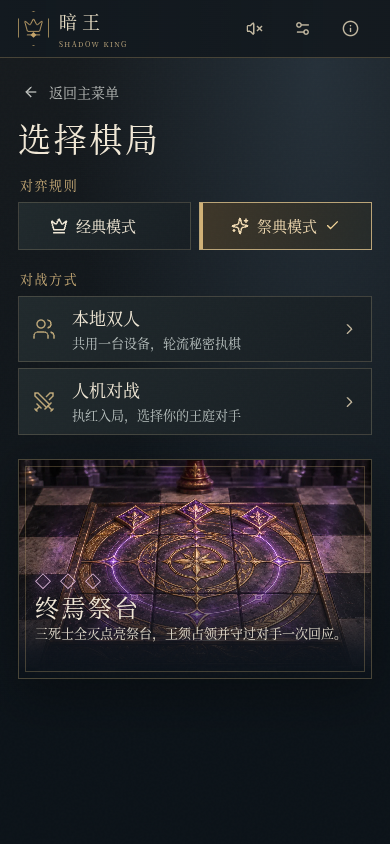 暗王
SHADOW KING
返回主菜单
选择棋局
对弈规则
经典模式
祭典模式
对战方式
本地双人
共用一台设备，轮流秘密执棋
人机对战
执红入局，选择你的王庭对手
终焉祭台
三死士全灭点亮祭台，王须占领并守过对手一次回应。